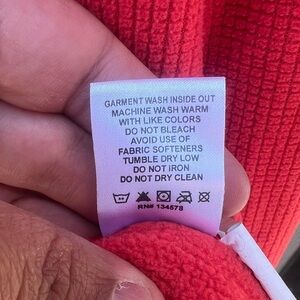 GARMENT WASH INSIDE OUT
MACHINE WASH WARM
WITH LIKE COLORS
DO NOT BLEACH
AVOID USE OF
FABRIC SOFTENERS
TUMBLE DRY LOW
DO NOT IRON
DO NOT DRY CLEAN
RN# 134578